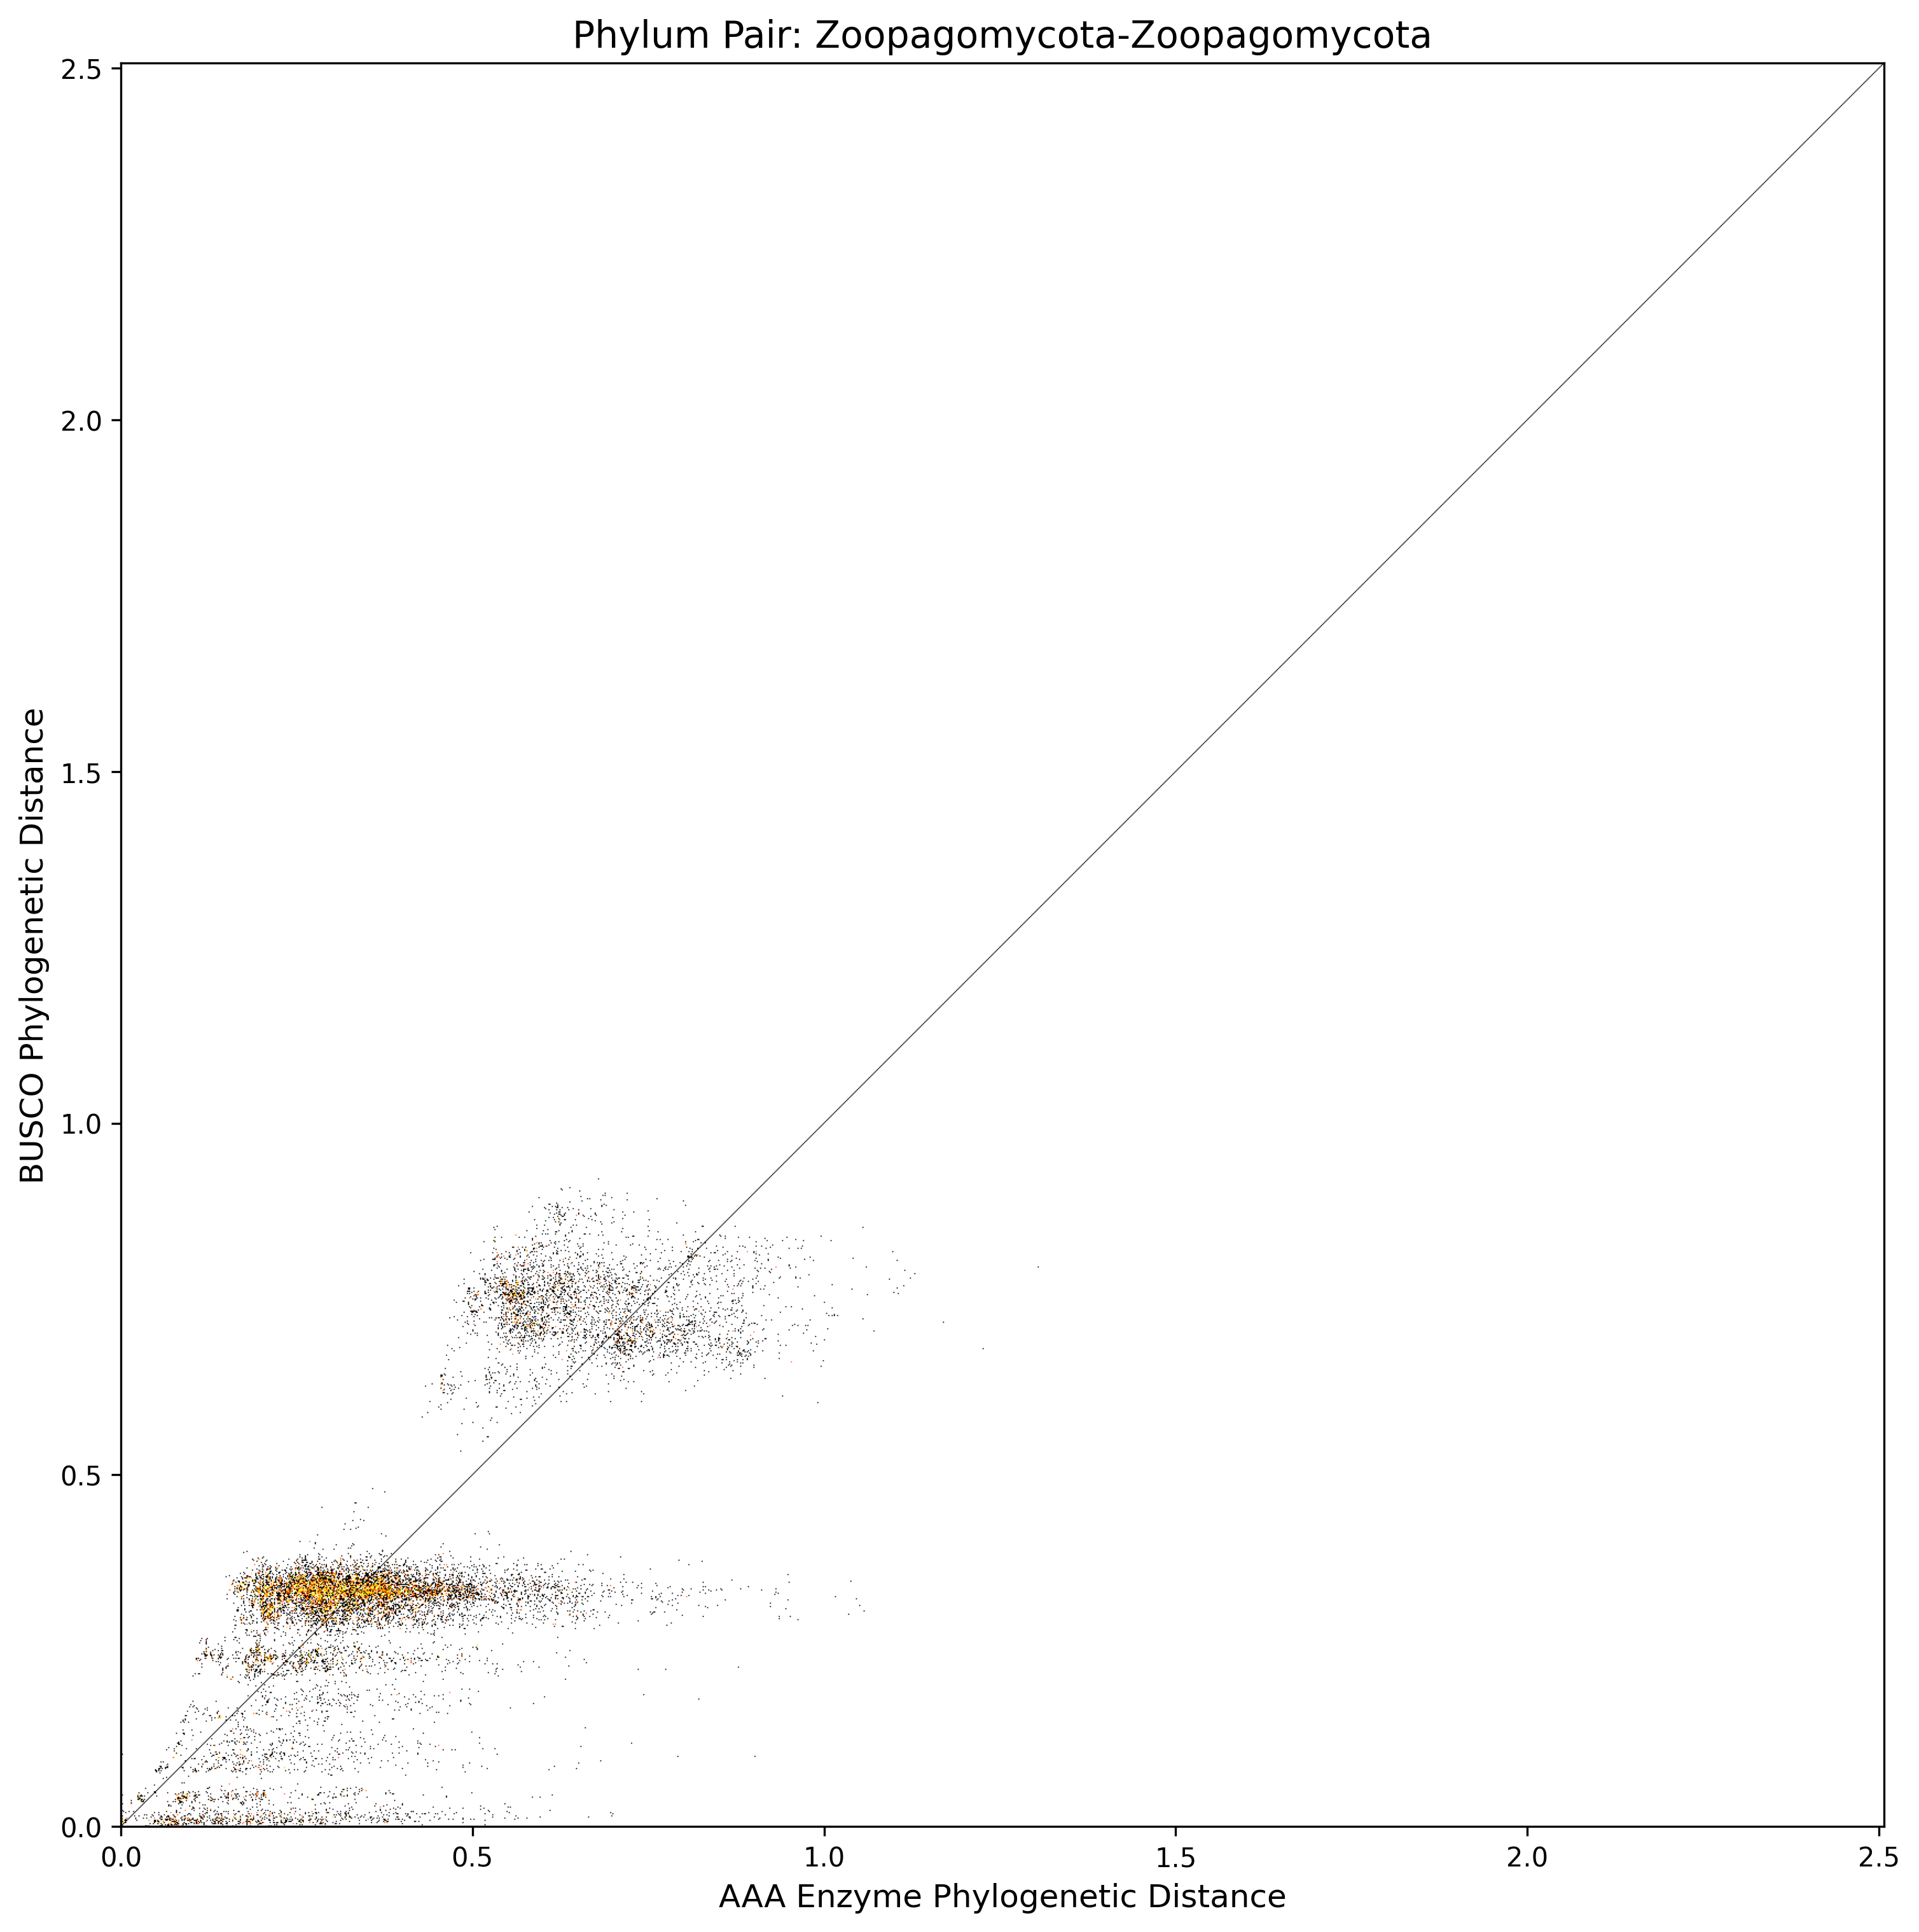 Phylum Pair: Zoopagomycota-Zoopagomycota
2.5
2.0
1.5
1.0
0.5
0.0
BUSCO Phylogenetic Distance
0.0 0.5 1.0 1.5 2.0 2.5
AAA Enzyme Phylogenetic Distance